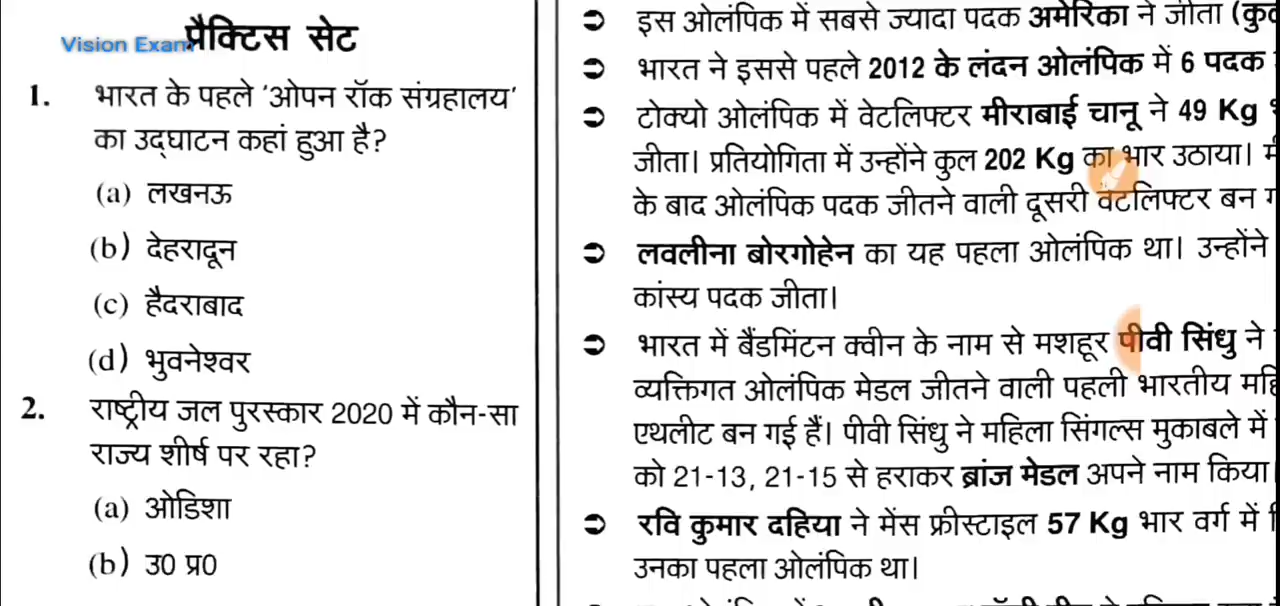 Vision Exam
प्रैक्टिस सेट
1. भारत के पहले 'ओपन रॉक संग्रहालय'
का उद्घाटन कहां हुआ है?
(a) लखनऊ
(b) देहरादून
(c) हैदराबाद
(d) भुवनेश्वर
2. राष्ट्रीय जल पुरस्कार 2020 में कौन-सा
राज्य शीर्ष पर रहा?
(a) ओडिशा
(b) उ0 प्र0
➲ इस ओलंपिक में सबसे ज्यादा पदक अमेरिका ने जीता
➲ भारत ने इससे पहले 2012 के लंदन ओलंपिक में 6 पदक
➲ टोक्यो ओलंपिक में वेटलिफ्टर मीराबाई चानू ने 49 Kg
जीता। प्रतियोगिता में उन्होंने कुल 202 Kg का भार उठाया।
के बाद ओलंपिक पदक जीतने वाली दूसरी वेटलिफ्टर बन
➲ लवलीना बोरगोहेन का यह पहला ओलंपिक था। उन्होंने
कांस्य पदक जीता।
➲ भारत में बैंडमिंटन क्वीन के नाम से मशहूर पीवी सिंधु ने
व्यक्तिगत ओलंपिक मेडल जीतने वाली पहली भारतीय
एथलीट बन गई हैं। पीवी सिंधु ने महिला सिंगल्स मुकाबले में
को 21-13, 21-15 से हराकर ब्रांज मेडल अपने नाम किया
➲ रवि कुमार दहिया ने मेंस फ्रीस्टाइल 57 Kg भार वर्ग में
उनका पहला ओलंपिक था।